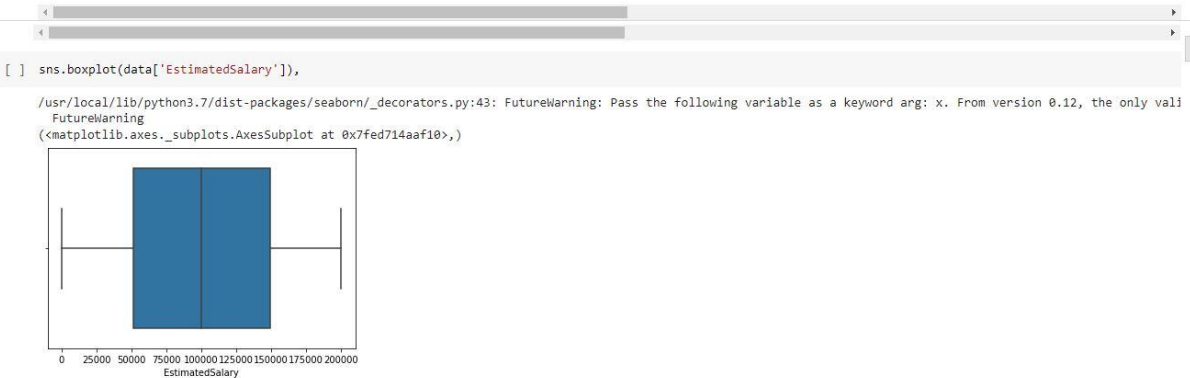 [ ] sns.boxplot(data['EstimatedSalary']),
/usr/local/lib/python3.7/dist-packages/seaborn/_decorators.py:43: FutureWarning: Pass the following variable as a keyword arg: x. From version 0.12, the only vali
FutureWarning
(<matplotlib.axes._subplots.AxesSubplot at 0x7fed714aaf10>,)
0 25000 50000 75000 100000 125000 150000 175000 200000
EstimatedSalary